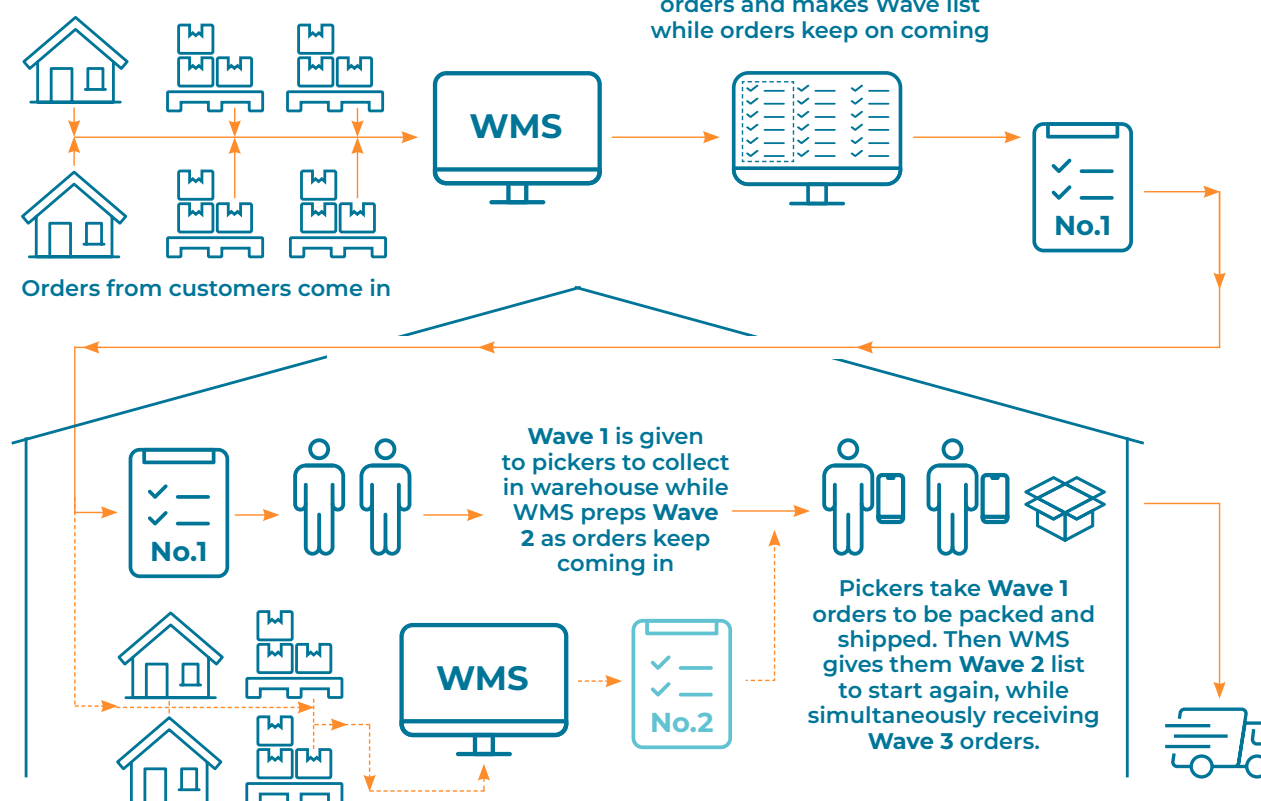 orders and makes Wave list
while orders keep on coming
WMS
No.1
Orders from customers come in
Wave 1 is given
to pickers to collect
in warehouse while
WMS preps Wave
2 as orders keep
coming in
No.1
Pickers take Wave 1
orders to be packed and
shipped. Then WMS
gives them Wave 2 list
to start again, while
simultaneously receiving
Wave 3 orders.
WMS
No.2